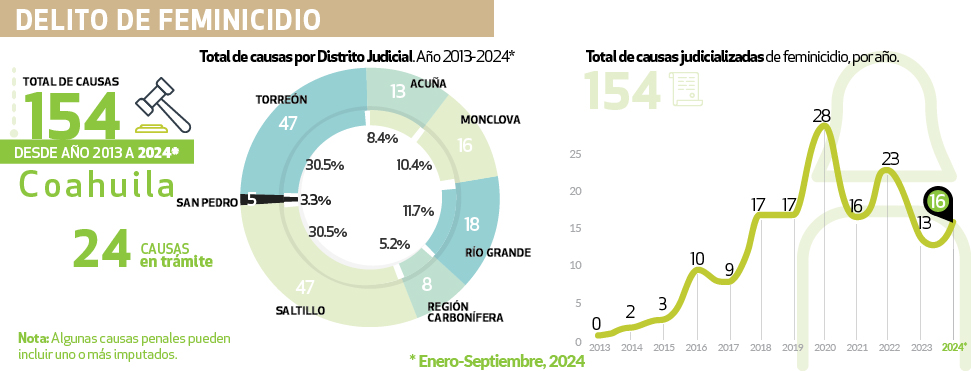 DELITO DE FEMINICIDIO
TOTAL DE CAUSAS
154
DESDE AÑO 2013 A 2024*
Coahuila
24 CAUSAS
en trámite
Nota: Algunas causas penales pueden
incluir uno o más imputados.
Total de causas por Distrito Judicial. Año 2013-2024*
ACUÑA
13
8.4%
MONCLOVA
16
10.4%
RÍO GRANDE
18
11.7%
REGIÓN
CARBONÍFERA
8
5.2%
SALTILLO
47
30.5%
SAN PEDRO
5
3.3%
TORREÓN
47
30.5%
* Enero-Septiembre, 2024
Total de causas judicializadas de feminicidio, por año.
154
25
20
15
10
5
0
0
2
3
10
9
17
17
28
16
23
13
16
2013 2014 2015 2016 2017 2018 2019 2020 2021 2022 2023 2024*